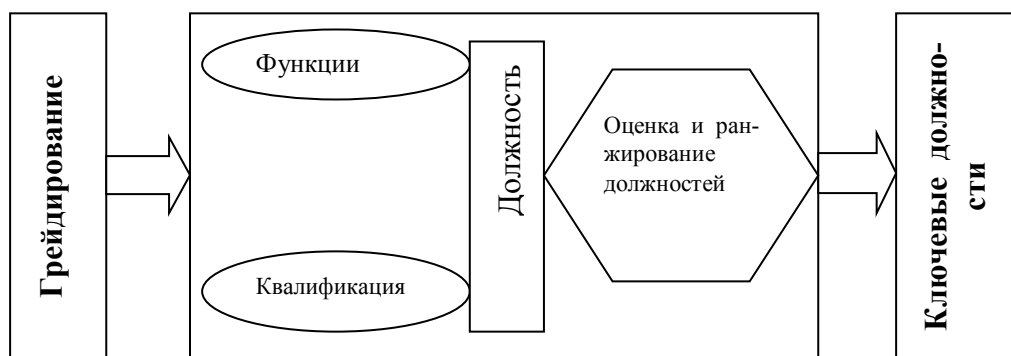 Грейдирование
Функции
Квалификация
Должность
Оценка и ран-
жирование
должностей
Ключевые должно-
сти